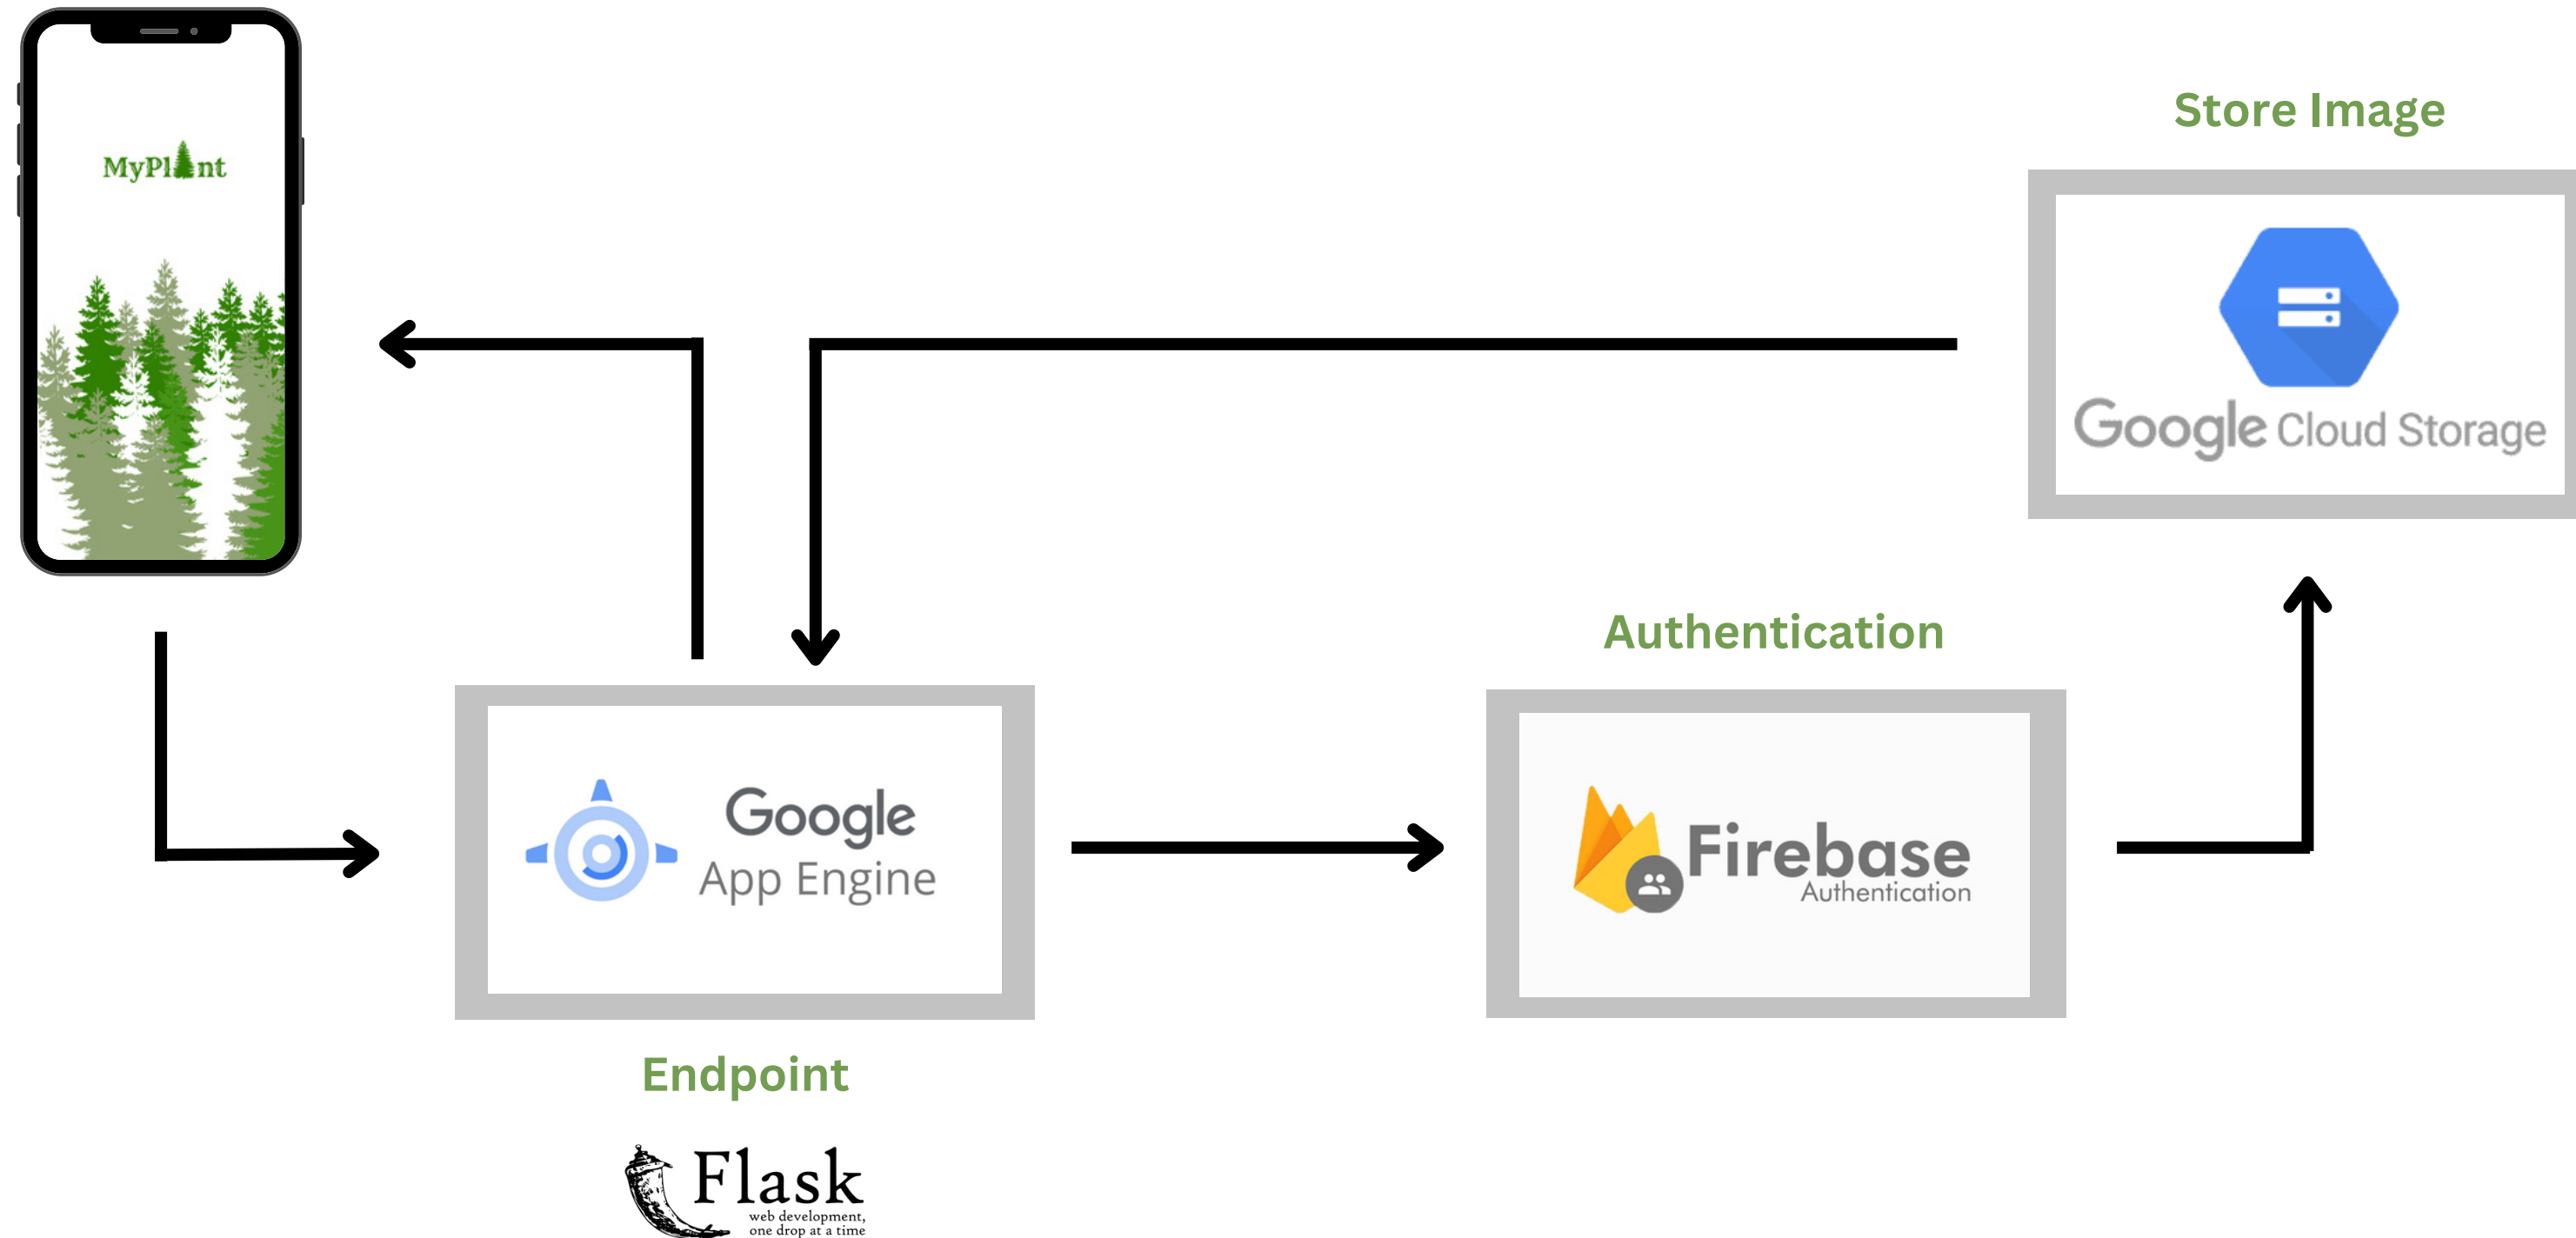 MyPlant
Store Image
Google Cloud Storage
Authentication
Google
App Engine
Firebase
Authentication
Endpoint
Flask
web development,
one drop at a time